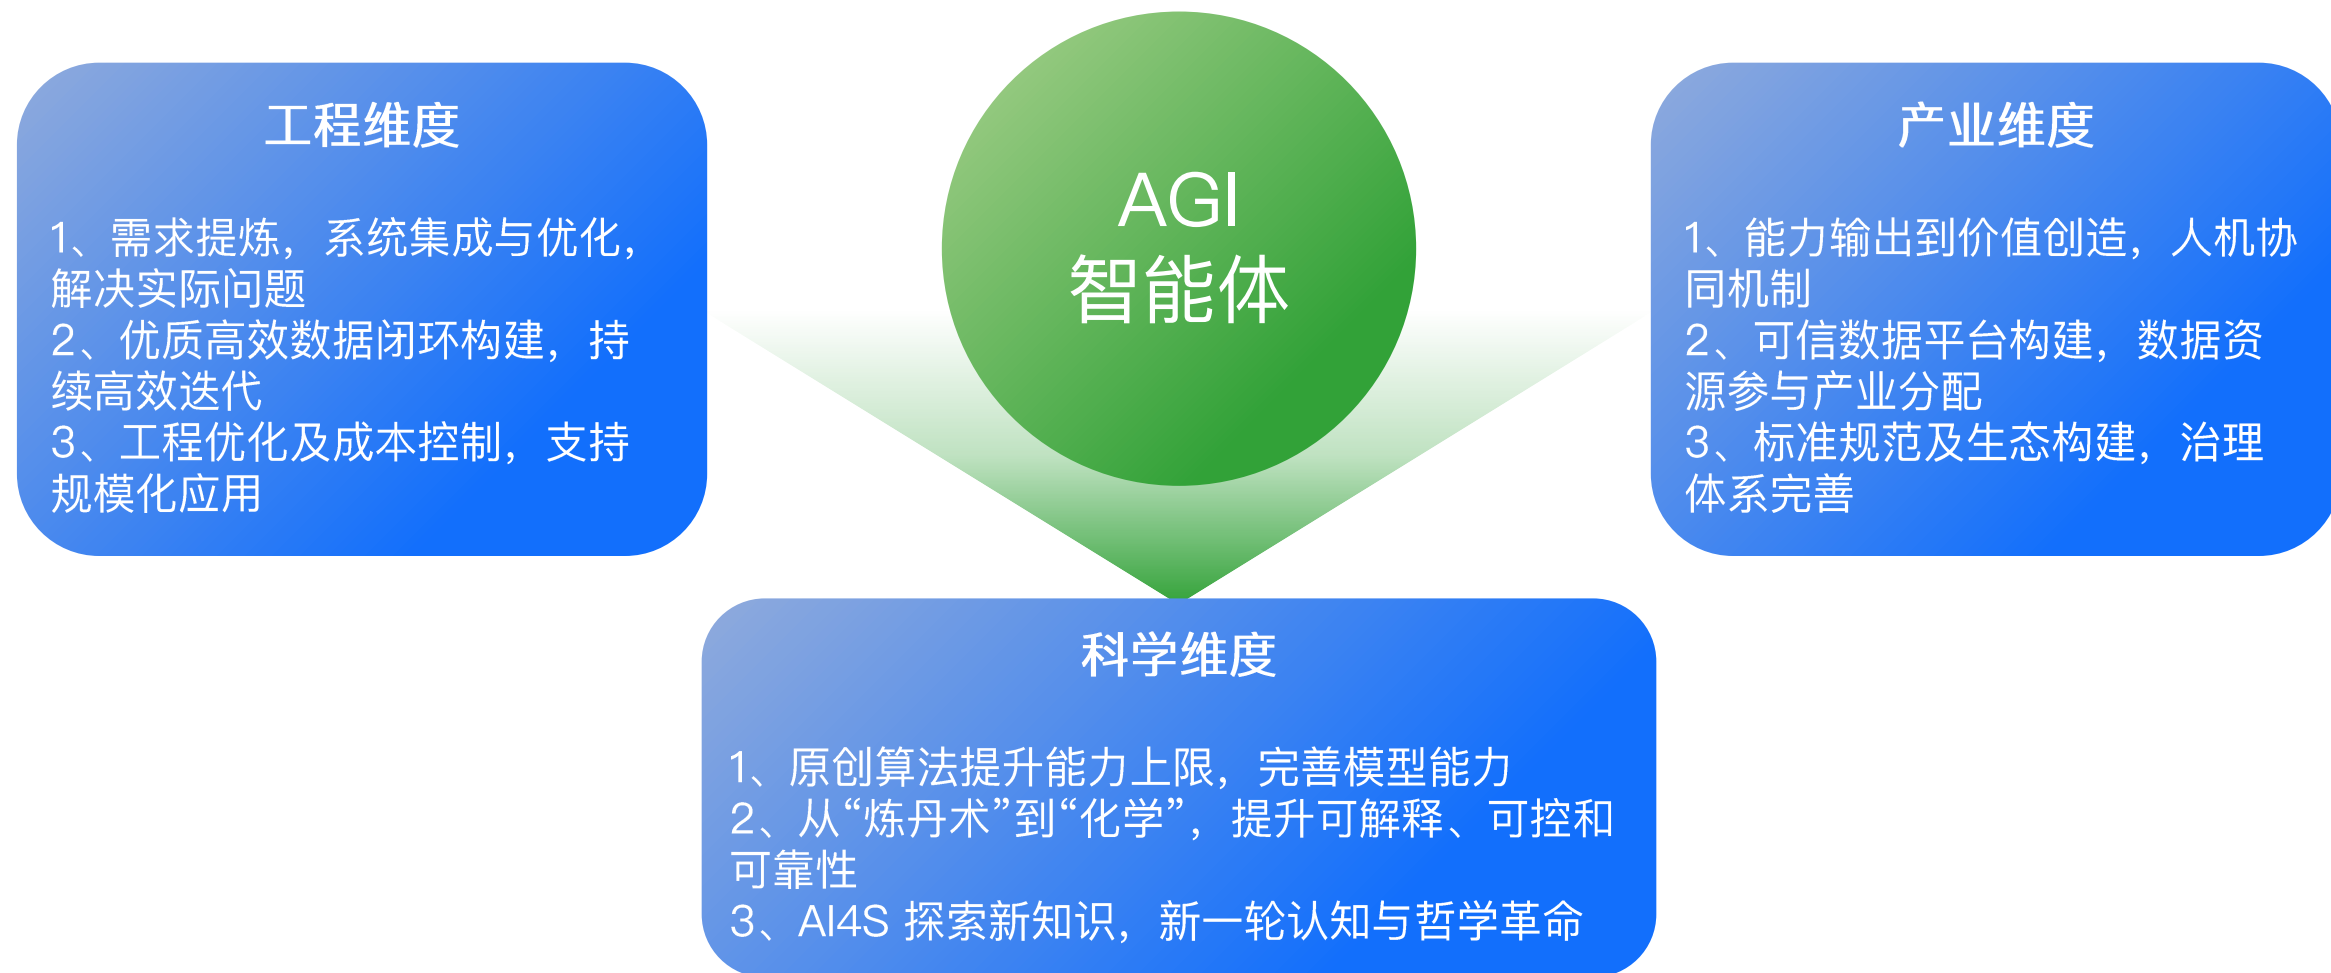 工程维度
1、需求提炼，系统集成与优化，
解决实际问题
2、优质高效数据闭环构建，持
续高效迭代
3、工程优化及成本控制，支持
规模化应用
AGI
智能体
产业维度
1、能力输出到价值创造，人机协
同机制
2、可信数据平台构建，数据资
源参与产业分配
3、标准规范及生态构建，治理
体系完善
科学维度
1、原创算法提升能力上限，完善模型能力
2、从“炼丹术”到“化学”，提升可解释、可控和
可靠性
3、AI4S 探索新知识，新一轮认知与哲学革命